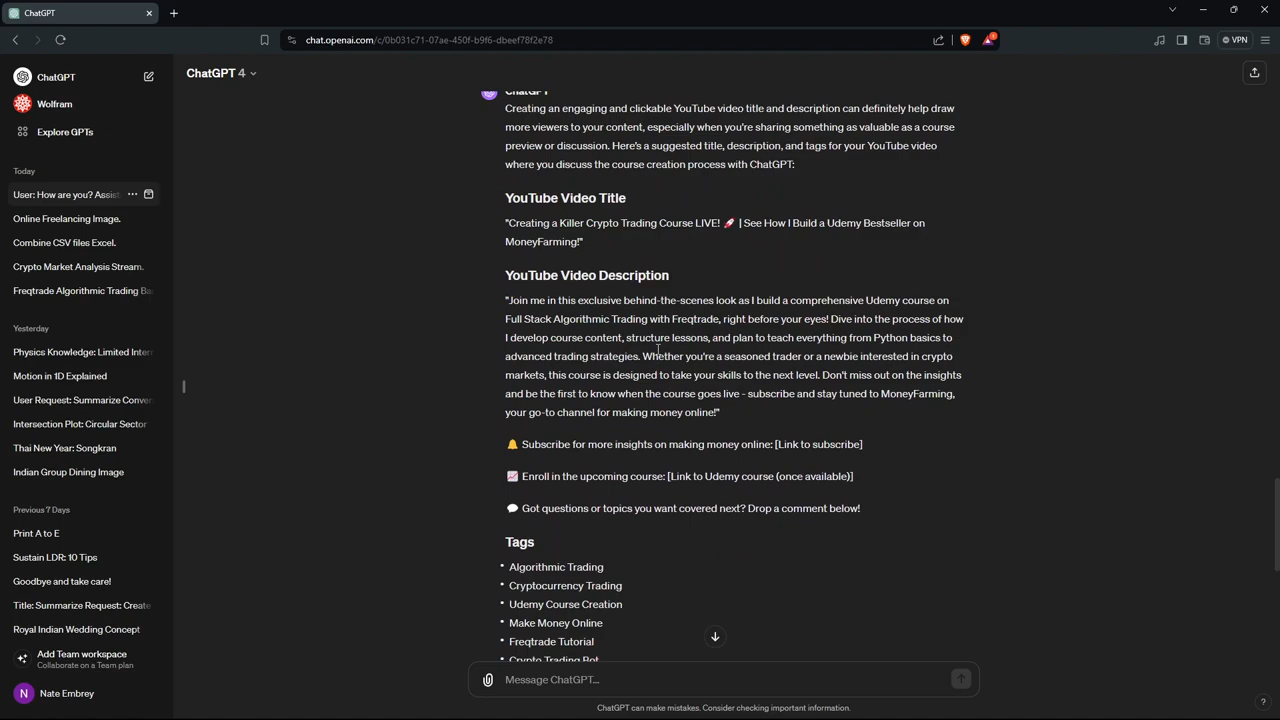 ChatGPT
chat.openai.com/c/0b031c71-07ae-450f-b9f6-dbeef78f2e78
1
VPN
ChatGPT
Wolfram
Explore GPTs
Today
User: How are you? Assist
Online Freelancing Image.
Combine CSV files Excel.
Crypto Market Analysis Stream.
Freqtrade Algorithmic Trading Ba
Yesterday
Physics Knowledge: Limited Inter
Motion in 1D Explained
User Request: Summarize Conver
Intersection Plot: Circular Sector
Thai New Year: Songkran
Indian Group Dining Image
Previous 7 Days
Print A to E
Sustain LDR: 10 Tips
Goodbye and take care!
Title: Summarize Request: Create
Royal Indian Wedding Concept
Add Team workspace
Collaborate on a Team plan
N Nate Embrey
ChatGPT 4
ChatGPT
Creating an engaging and clickable YouTube video title and description can definitely help draw
more viewers to your content, especially when you're sharing something as valuable as a course
preview or discussion. Here's a suggested title, description, and tags for your YouTube video
where you discuss the course creation process with ChatGPT:
YouTube Video Title
"Creating a Killer Crypto Trading Course LIVE! 🚀 | See How I Build a Udemy Bestseller on
MoneyFarming!"
YouTube Video Description
"Join me in this exclusive behind-the-scenes look as I build a comprehensive Udemy course on
Full Stack Algorithmic Trading with Freqtrade, right before your eyes! Dive into the process of how
I develop course content, structure lessons, and plan to teach everything from Python basics to
advanced trading strategies. Whether you're a seasoned trader or a newbie interested in crypto
markets, this course is designed to take your skills to the next level. Don't miss out on the insights
and be the first to know when the course goes live - subscribe and stay tuned to MoneyFarming,
your go-to channel for making money online!"
🔔 Subscribe for more insights on making money online: [Link to subscribe]
📈 Enroll in the upcoming course: [Link to Udemy course (once available)]
💬 Got questions or topics you want covered next? Drop a comment below!
Tags
• Algorithmic Trading
• Cryptocurrency Trading
• Udemy Course Creation
• Make Money Online
• Freqtrade Tutorial
• Crypto Trading Bot
Message ChatGPT...
ChatGPT can make mistakes. Consider checking important information.
?